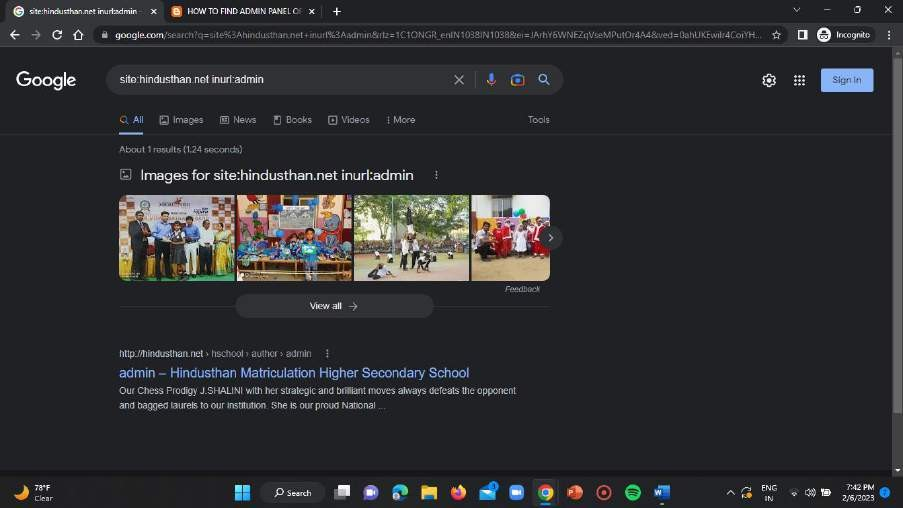 site:hindusthan.net inurl:admin -
HOW TO FIND ADMIN PANEL OF
google.com/search?q=site%3Ahindusthan.net+inurl%3Aadmin&rlz=1C1ONGR_enIN1038IN1038&ei=JArhY6WNEZqVseMPutOr4A4&ved=0ahUKEwilr4CojYH...
Incognito
Google
site:hindusthan.net inurl:admin
Sign in
All
Images
News
Books
Videos
More
Tools
About 1 results (1.24 seconds)
Images for site:hindusthan.net inurl:admin
Feedback
View all →
http://hindusthan.net › hschool › author › admin
admin – Hindusthan Matriculation Higher Secondary School
Our Chess Prodigy J.SHALINI with her strategic and brilliant moves always defeats the opponent
and bagged laurels to our institution. She is our proud National ...
78°F
Clear
Search
1
ENG
IN
7:42 PM
2/6/2023
2